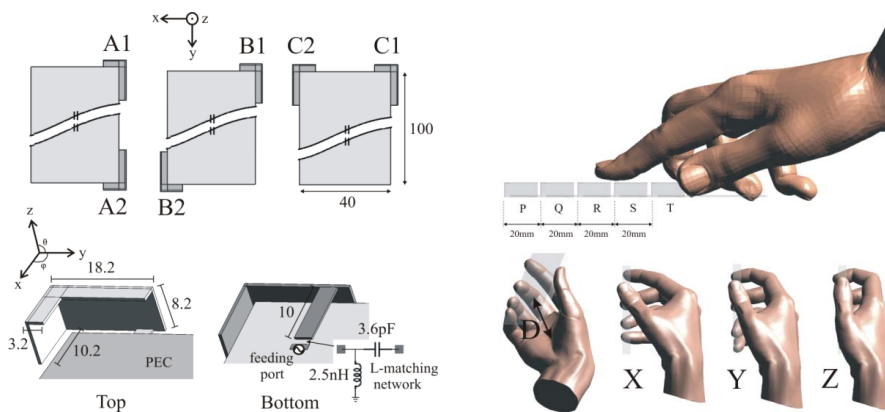 x z y
A1 B1 C2 C1
100
40
A2 B2
P Q R S T
20mm 20mm 20mm 20mm
z θ y φ x
18.2
8.2
3.2
10.2
PEC
Top
10
3.6pF
feeding
port
2.5nH
L-matching
network
Bottom
D X Y Z